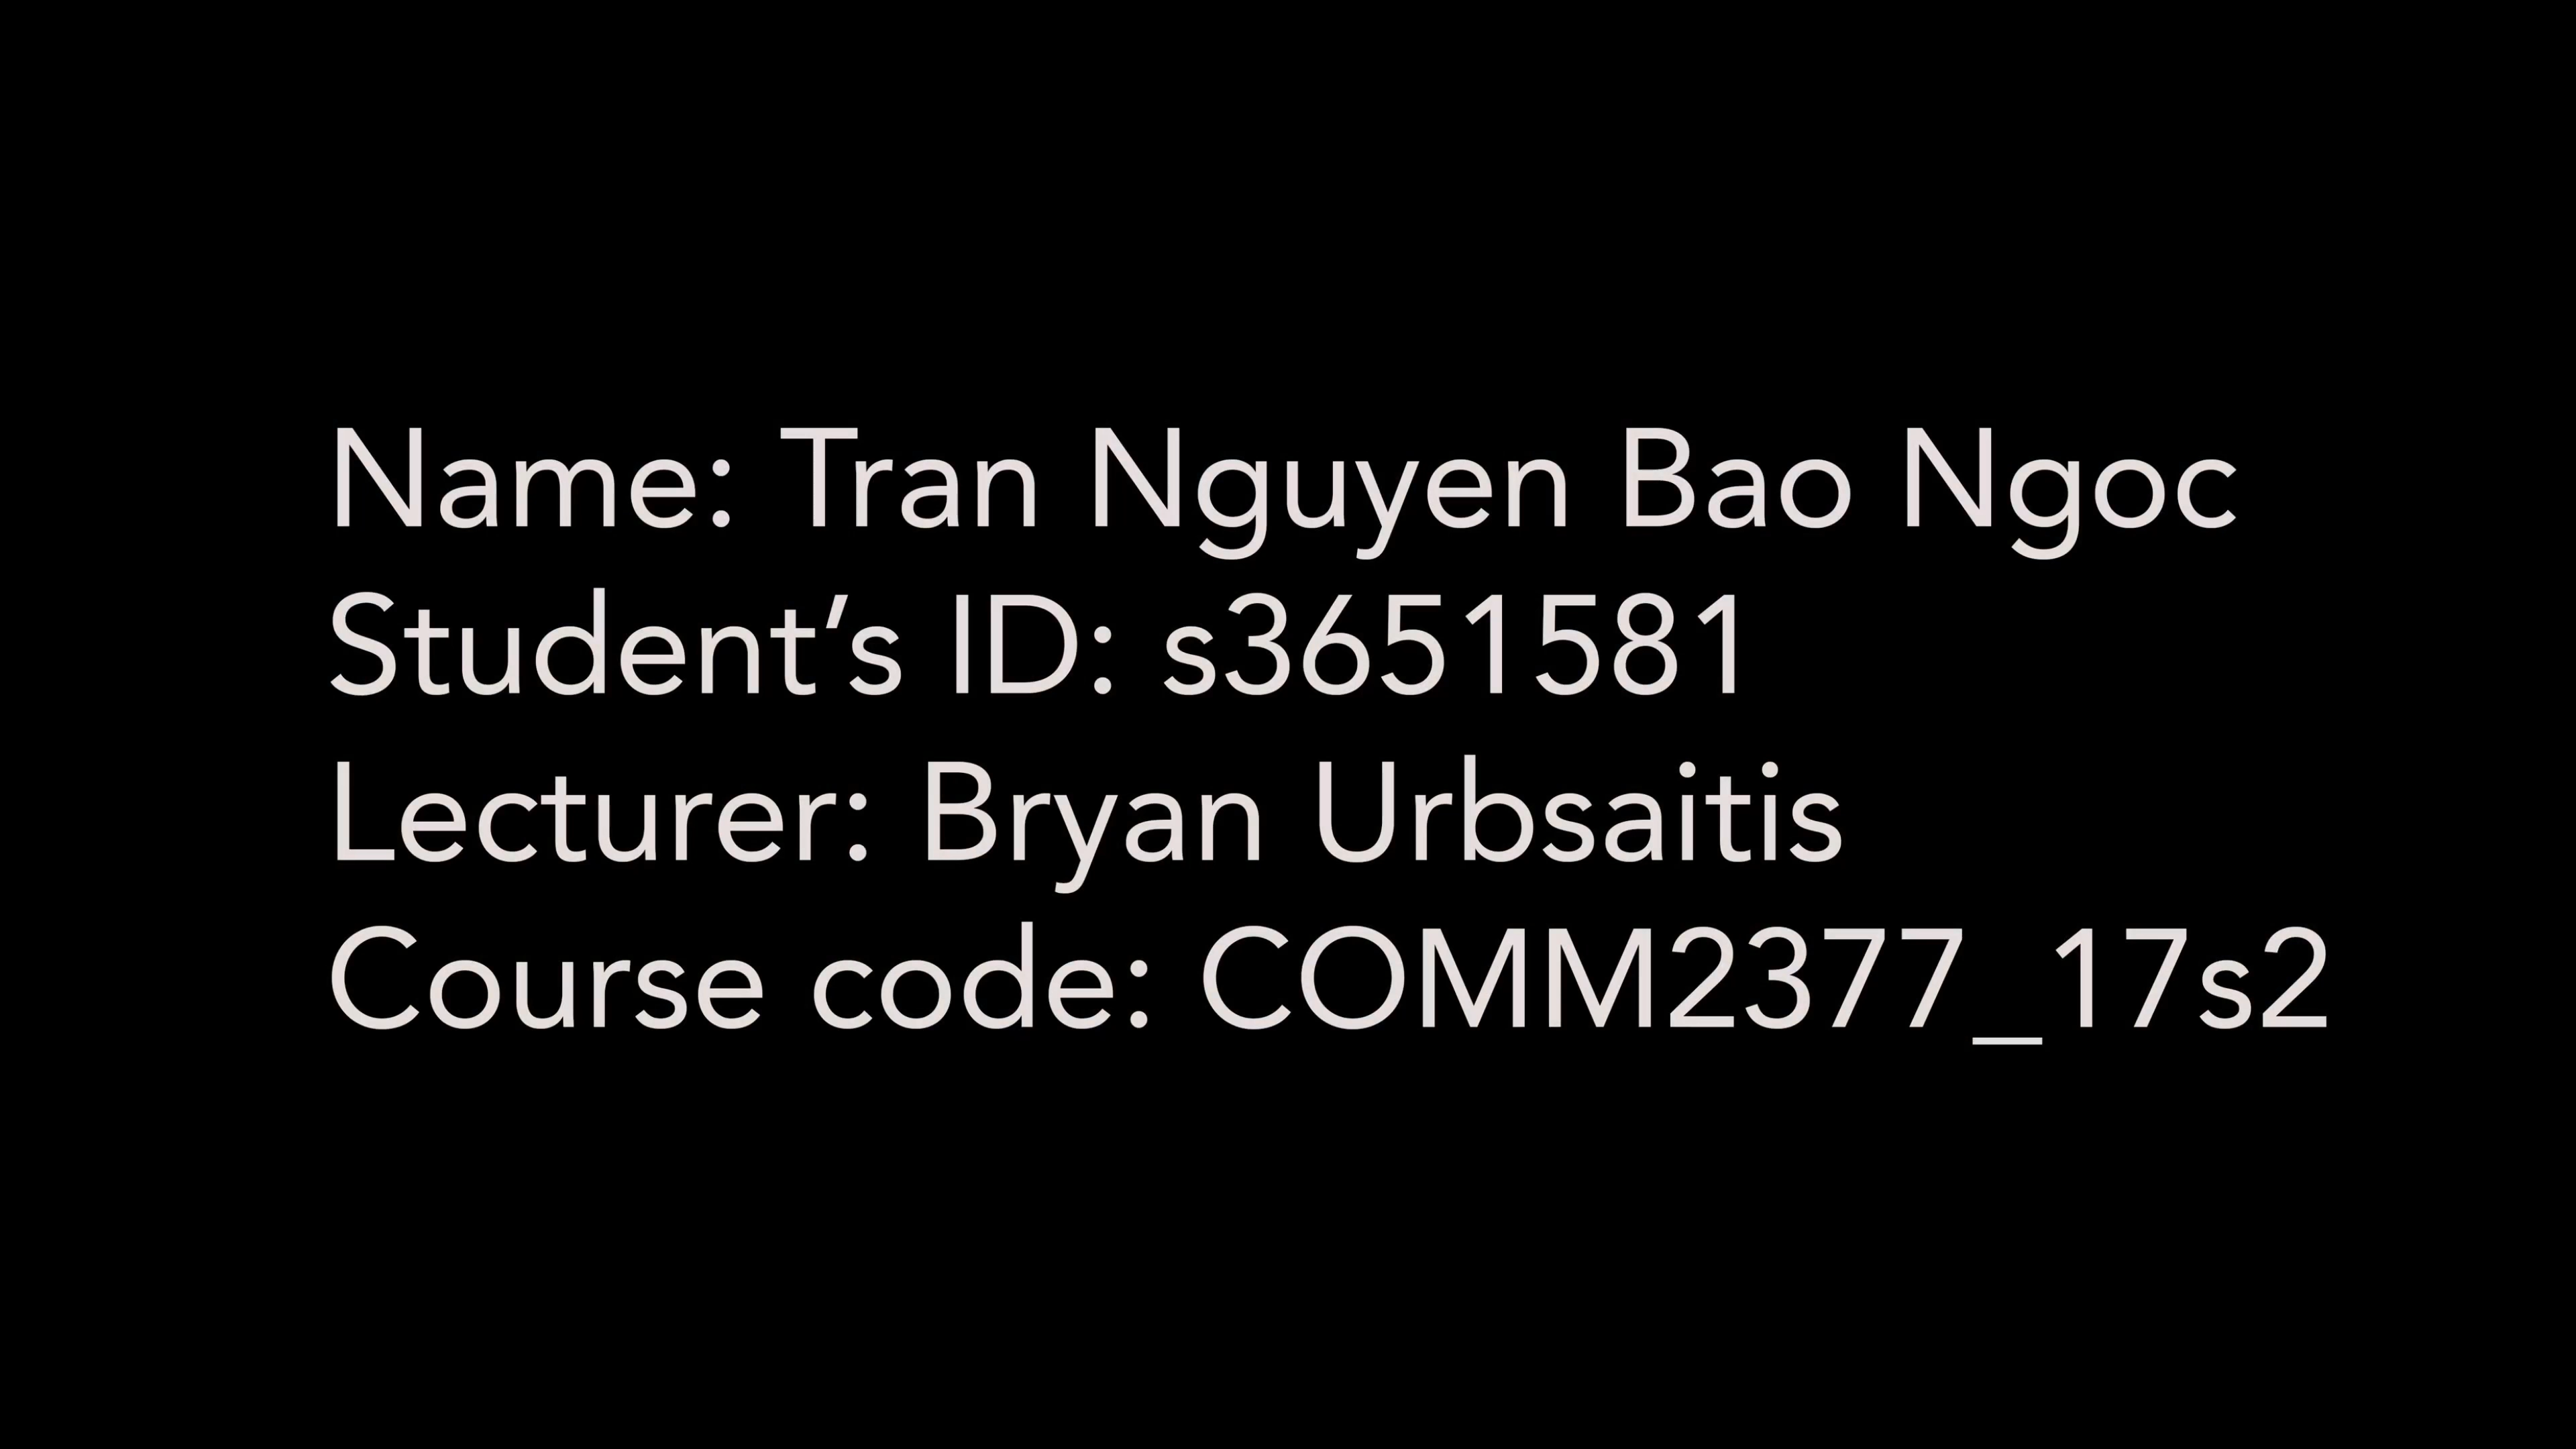 Name: Tran Nguyen Bao Ngoc
Student’s ID: s3651581
Lecturer: Bryan Urbsaitis
Course code: COMM2377_17s2